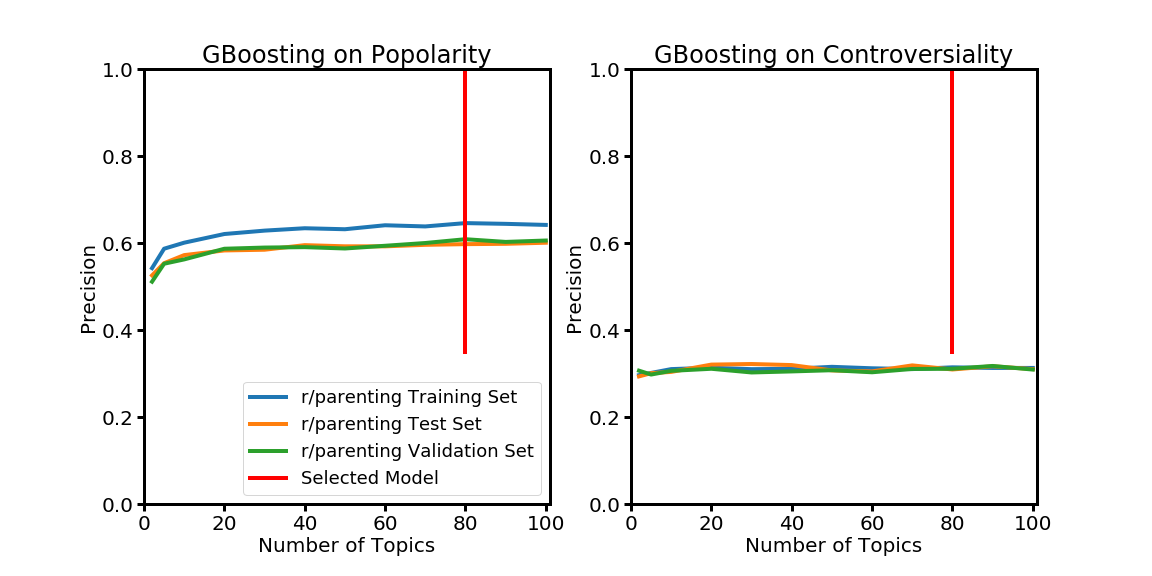 GBoosting on Popolarity
1.0
0.8
0.6
0.4
0.2
0.0
Precision
r/parenting Training Set
r/parenting Test Set
r/parenting Validation Set
Selected Model
0 20 40 60 80 100
Number of Topics
GBoosting on Controversiality
1.0
0.8
0.6
0.4
0.2
0.0
Precision
0 20 40 60 80 100
Number of Topics